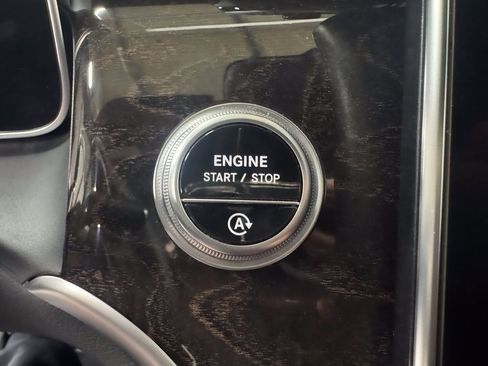 ENGINE
START / STOP
A